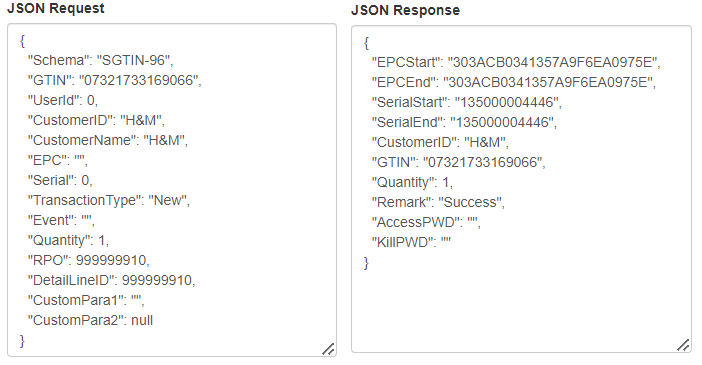 JSON Request
{
"Schema": "SGTIN-96",
"GTIN": "07321733169066",
"UserId": 0,
"CustomerID": "H&M",
"CustomerName": "H&M",
"EPC": "",
"Serial": 0,
"TransactionType": "New",
"Event": "",
"Quantity": 1,
"RPO": 999999910,
"DetailLineID": 999999910,
"CustomPara1": "",
"CustomPara2": null
}
JSON Response
{
"EPCStart": "303ACB0341357A9F6EA0975E",
"EPCEnd": "303ACB0341357A9F6EA0975E",
"SerialStart": "135000004446",
"SerialEnd": "135000004446",
"CustomerID": "H&M",
"GTIN": "07321733169066",
"Quantity": 1,
"Remark": "Success",
"AccessPWD": "",
"KillPWD": ""
}